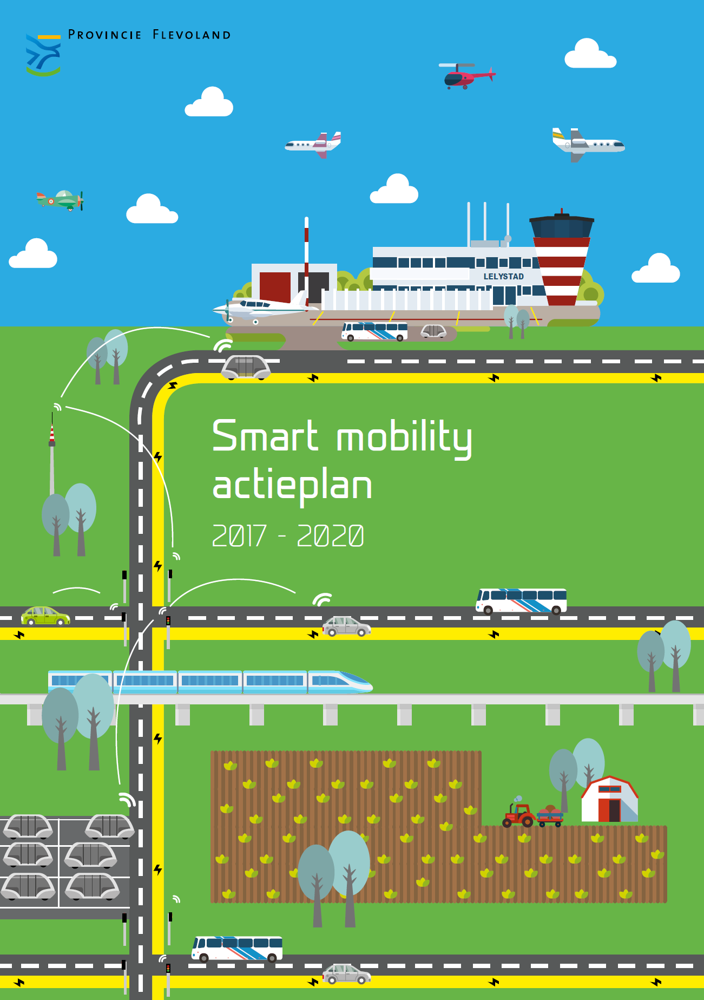 PROVINCIE FLEVOLAND
LELYSTAD
Smart mobility
actieplan
2017 - 2020